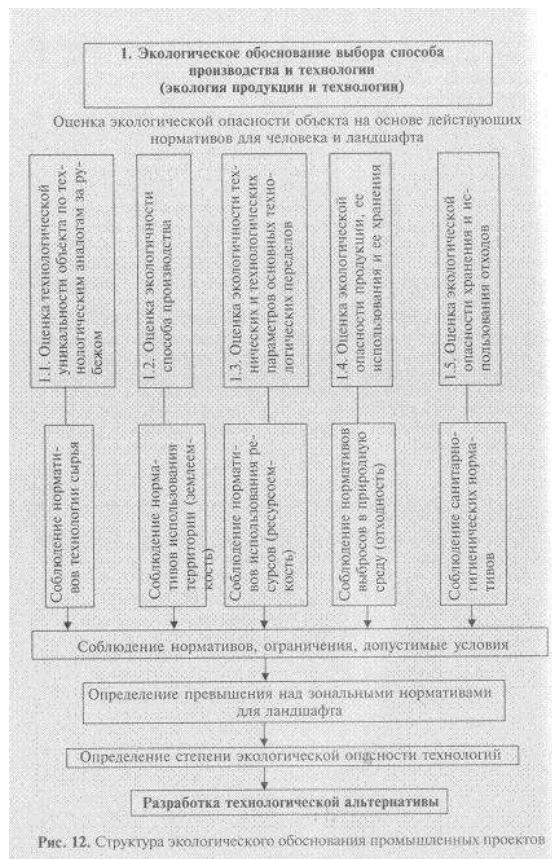 1. Экологическое обоснование выбора способа
производства и технологии
(экология продукции и технологии)
Оценка экологической опасности объекта на основе действующих
нормативов для человека и ландшафта
1.1. Оценка технологической
уникальности объекта по тех-
нологическим аналогам за ру-
бежом
1.2. Оценка экологичности
способа производства
1.3. Оценка экологичности тех-
нических и технологических
параметров основных техно-
логических переделов
1.4. Оценка экологической
опасности продукции, ее
использования и ее хранения
1.5. Оценка экологической
опасности хранения и ис-
пользования отходов
Соблюдение нормати-
вов технологии сырья
Соблюдение норма-
тивов использования
территории (землеем-
кость)
Соблюдение нормати-
вов использования ре-
сурсов (ресурсоем-
кость)
Соблюдение нормативов
выбросов в природную
среду (отходность)
Соблюдение санитарно-
гигиенических норма-
тивов
Соблюдение нормативов, ограничения, допустимые условия
Определение превышения над зональными нормативами
для ландшафта
Определение степени экологической опасности технологий
Разработка технологической альтернативы
Рис. 12. Структура экологического обоснования промышленных проектов